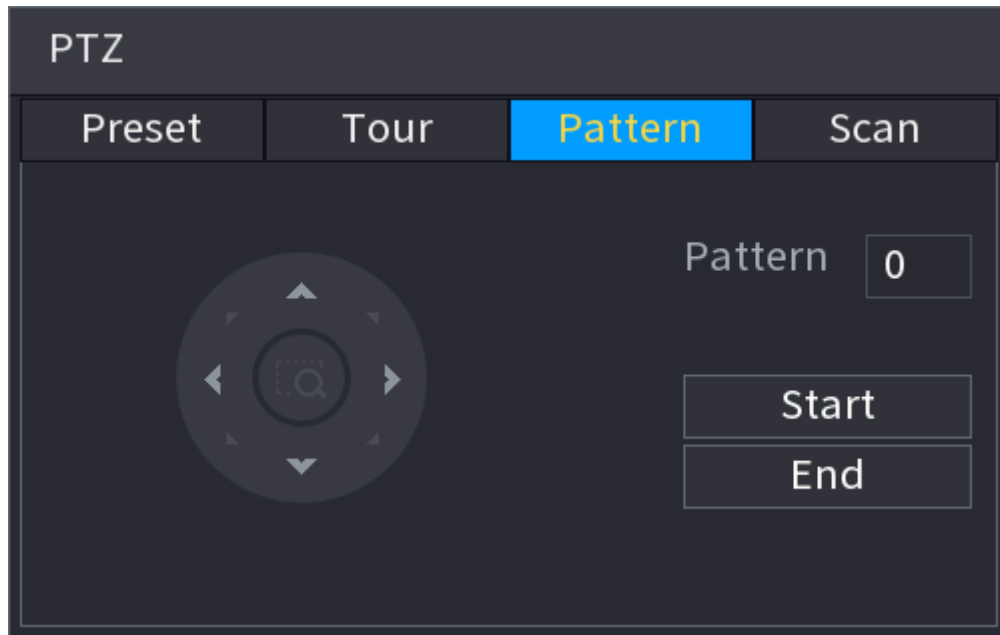 PTZ
Preset Tour Pattern Scan
Pattern 0
Start
End